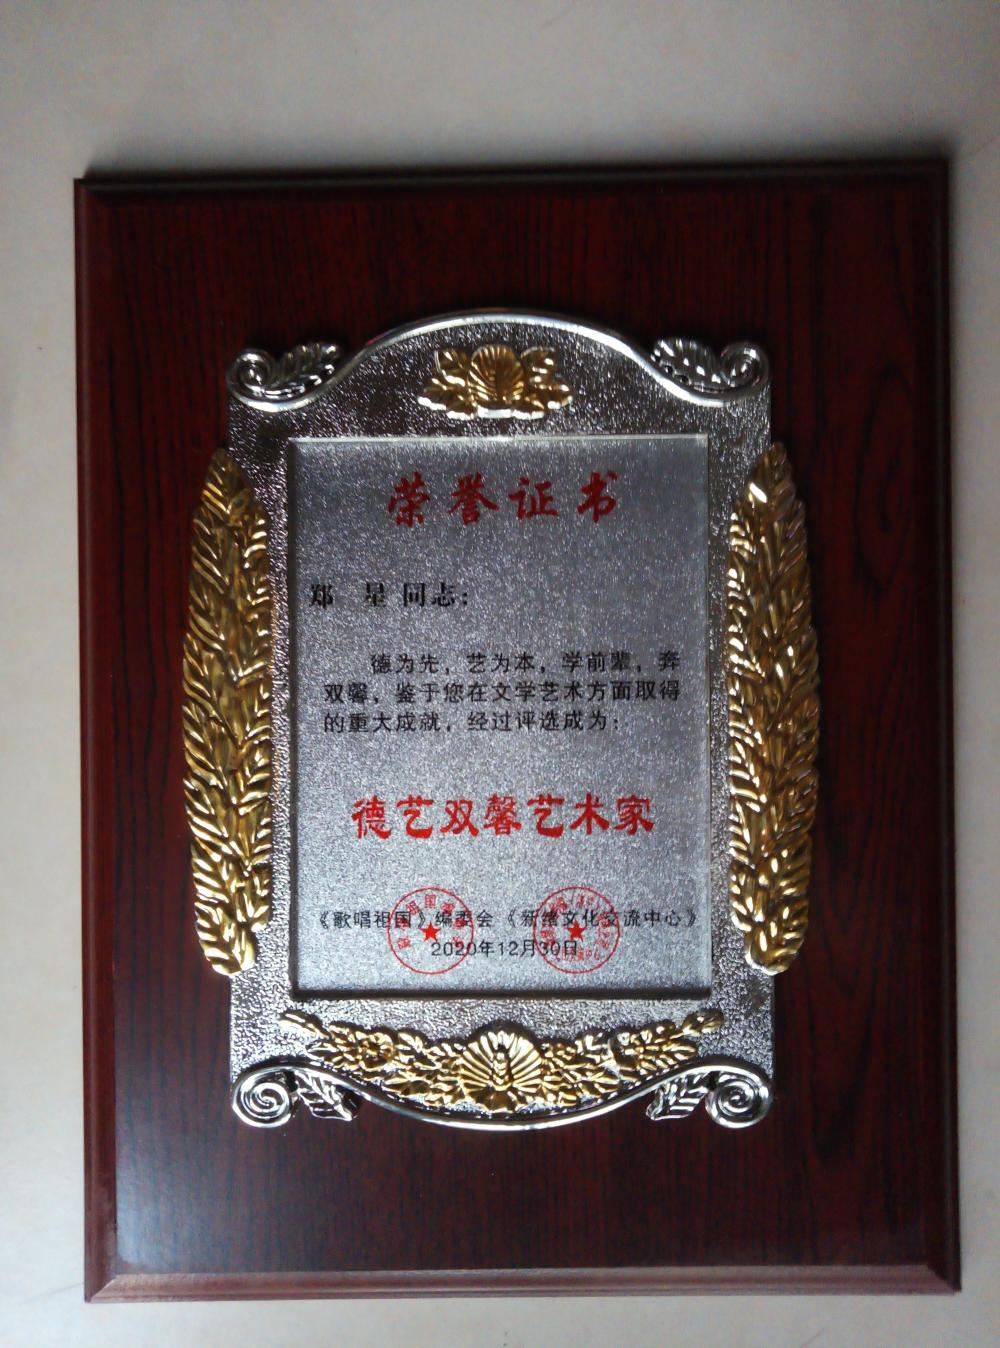 荣誉证书
郑 星 同志：
德为先，艺为本，学前辈，奔
双馨，鉴于您在文学艺术方面取得
的重大成就，经过评选成为：
德艺双馨艺术家
《歌唱祖国》编委会 《新绛文化交流中心》
2020年12月30日